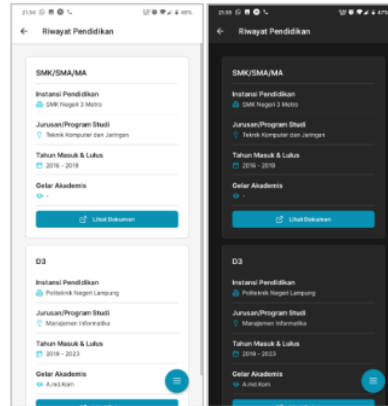 21.54
48%
Riwayat Pendidikan
SMK/SMA/MA
Instansi Pendidikan
SMK Negeri 3 Metro
Jurusan/Program Studi
Teknik Komputer dan Jaringan
Tahun Masuk & Lulus
2016 - 2019
Gelar Akademis
-
Lihat Dokumen
D3
Instansi Pendidikan
Politeknik Negeri Lampung
Jurusan/Program Studi
Manajemen Informatika
Tahun Masuk & Lulus
2019 - 2023
Gelar Akademis
A.md.Kom
47%
Riwayat Pendidikan
SMK/SMA/MA
Instansi Pendidikan
SMK Negeri 3 Metro
Jurusan/Program Studi
Teknik Komputer dan Jaringan
Tahun Masuk & Lulus
2016 - 2019
Gelar Akademis
-
Lihat Dokumen
D3
Instansi Pendidikan
Politeknik Negeri Lampung
Jurusan/Program Studi
Manajemen Informatika
Tahun Masuk & Lulus
2019 - 2023
Gelar Akademis
A.md.Kom